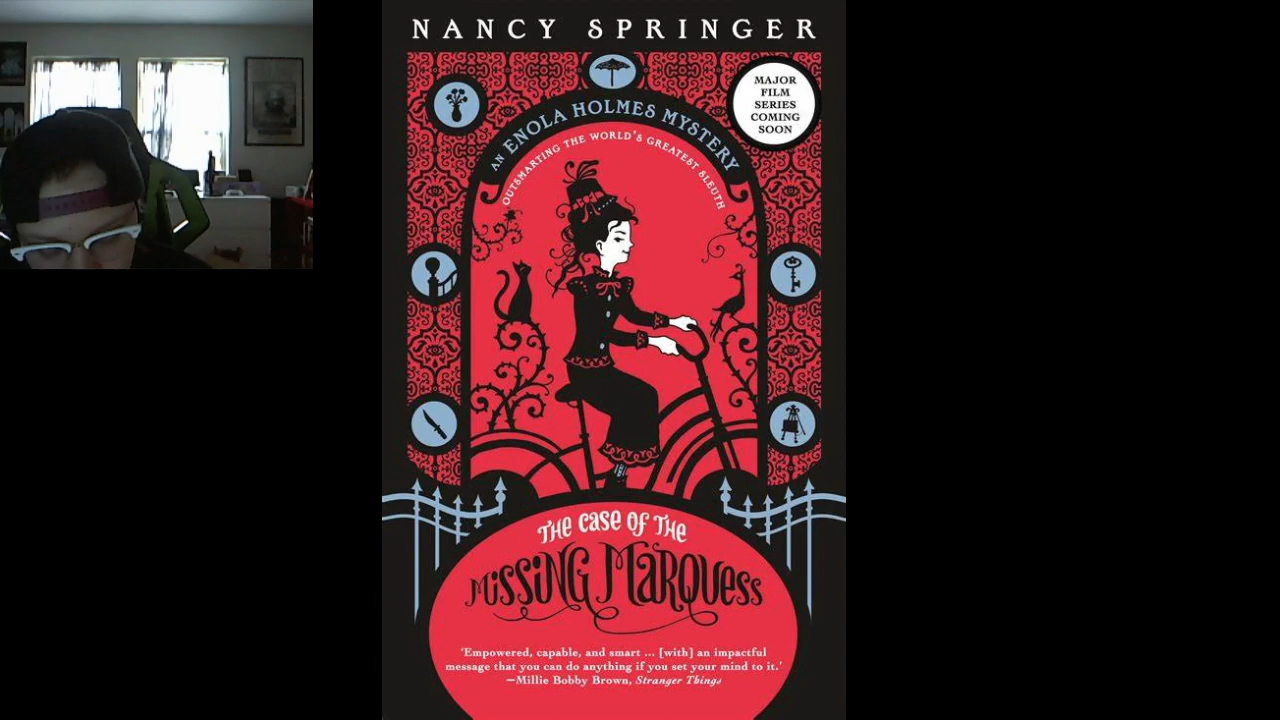 NANCY SPRINGER
MAJOR
FILM
SERIES
COMING
SOON
AN ENOLA HOLMES MYSTERY
OUTSMARTING THE WORLD'S GREATEST SLEUTH
THE CASE OF THE
MISSING MARQUESS
'Empowered, capable, and smart ... [with] an impactful
message that you can do anything if you set your mind to it.'
—Millie Bobby Brown, Stranger Things